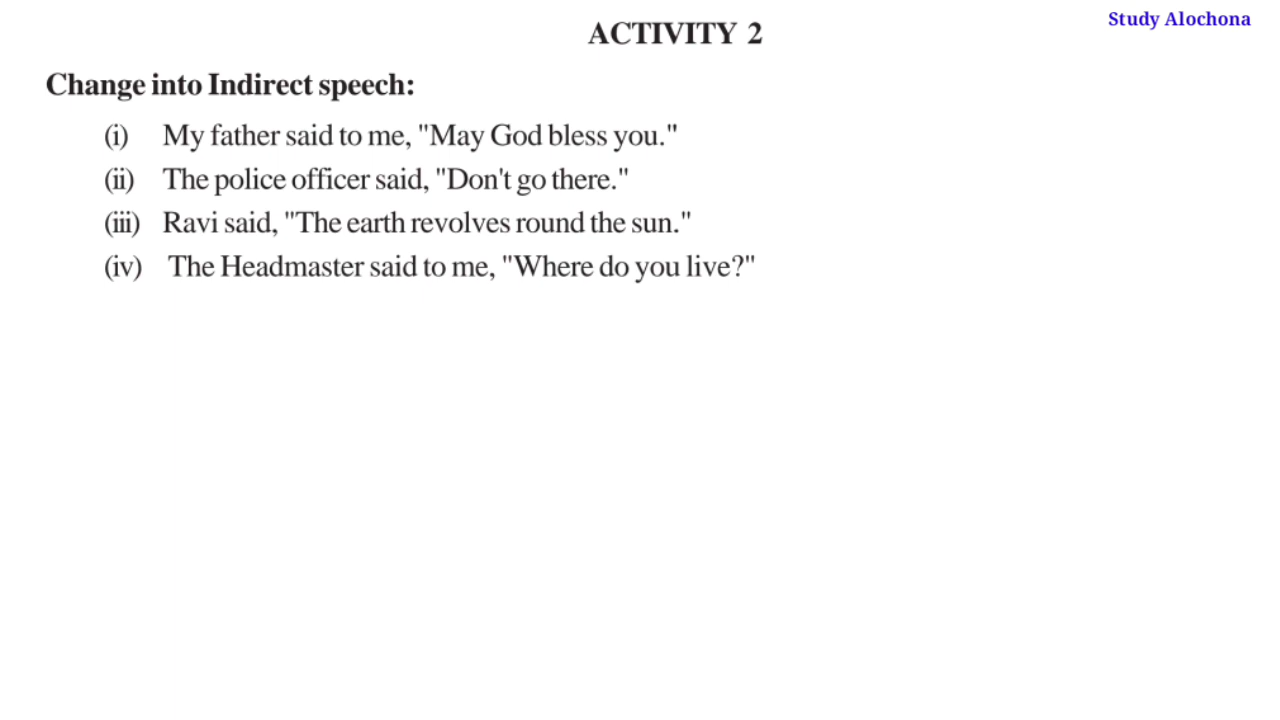 Study Alochona
ACTIVITY 2
Change into Indirect speech:
(i) My father said to me, "May God bless you."
(ii) The police officer said, "Don't go there."
(iii) Ravi said, "The earth revolves round the sun."
(iv) The Headmaster said to me, "Where do you live?"